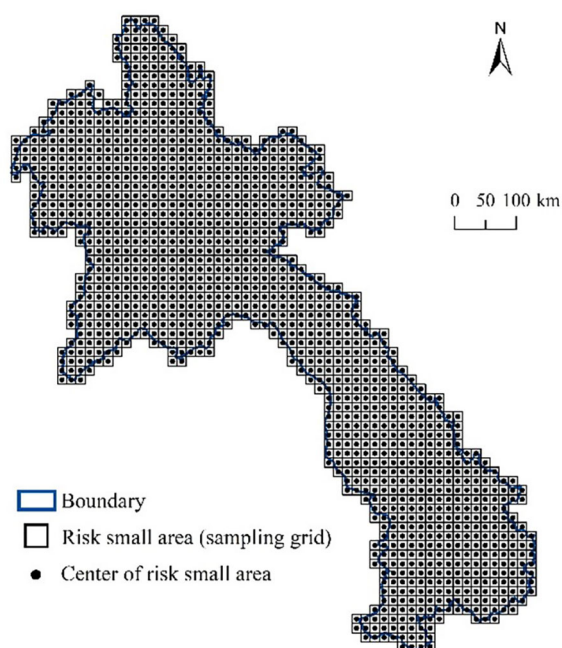 N
0 50 100 km
Boundary
Risk small area (sampling grid)
Center of risk small area